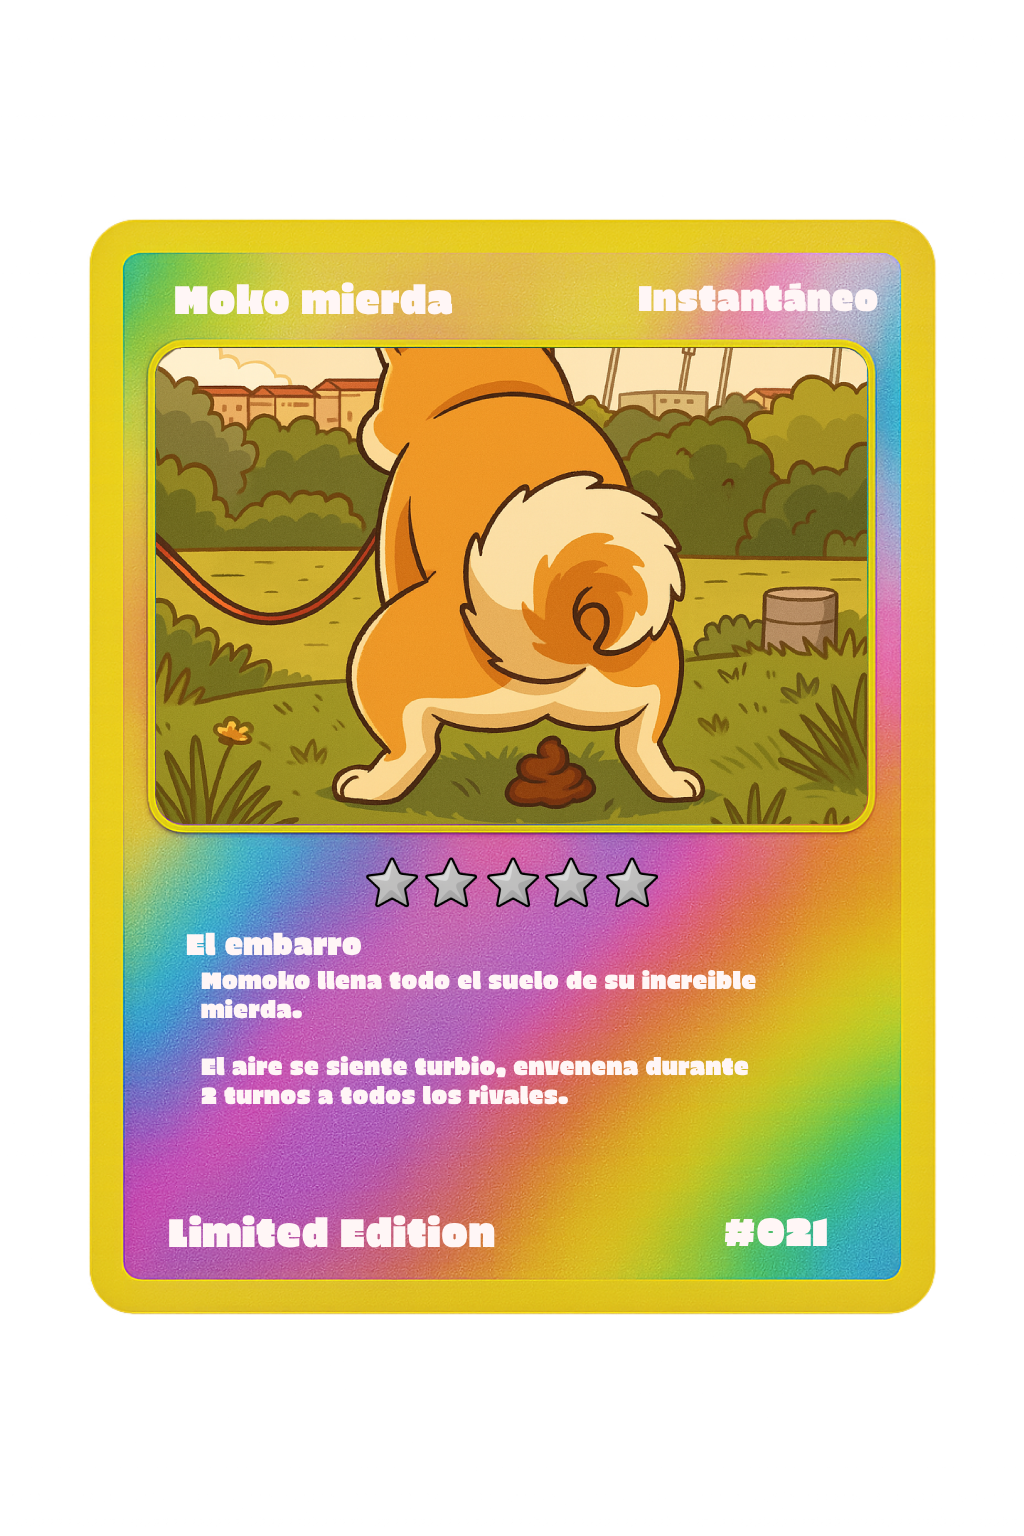 Moko mierda
Instantáneo
El embarro
Momoko llena todo el suelo de su increible
mierda.
El aire se siente turbio, envenena durante
2 turnos a todos los rivales.
Limited Edition
#021